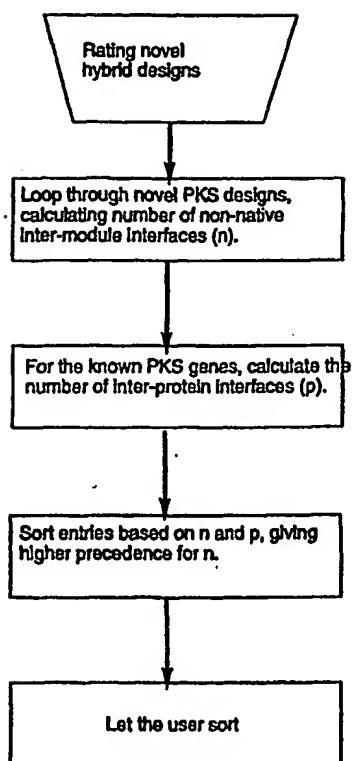 Rating novel
hybrid designs
Loop through novel PKS designs,
calculating number of non-native
inter-module interfaces (n).
For the known PKS genes, calculate the
number of inter-protein interfaces (p).
Sort entries based on n and p, giving
higher precedence for n.
Let the user sort